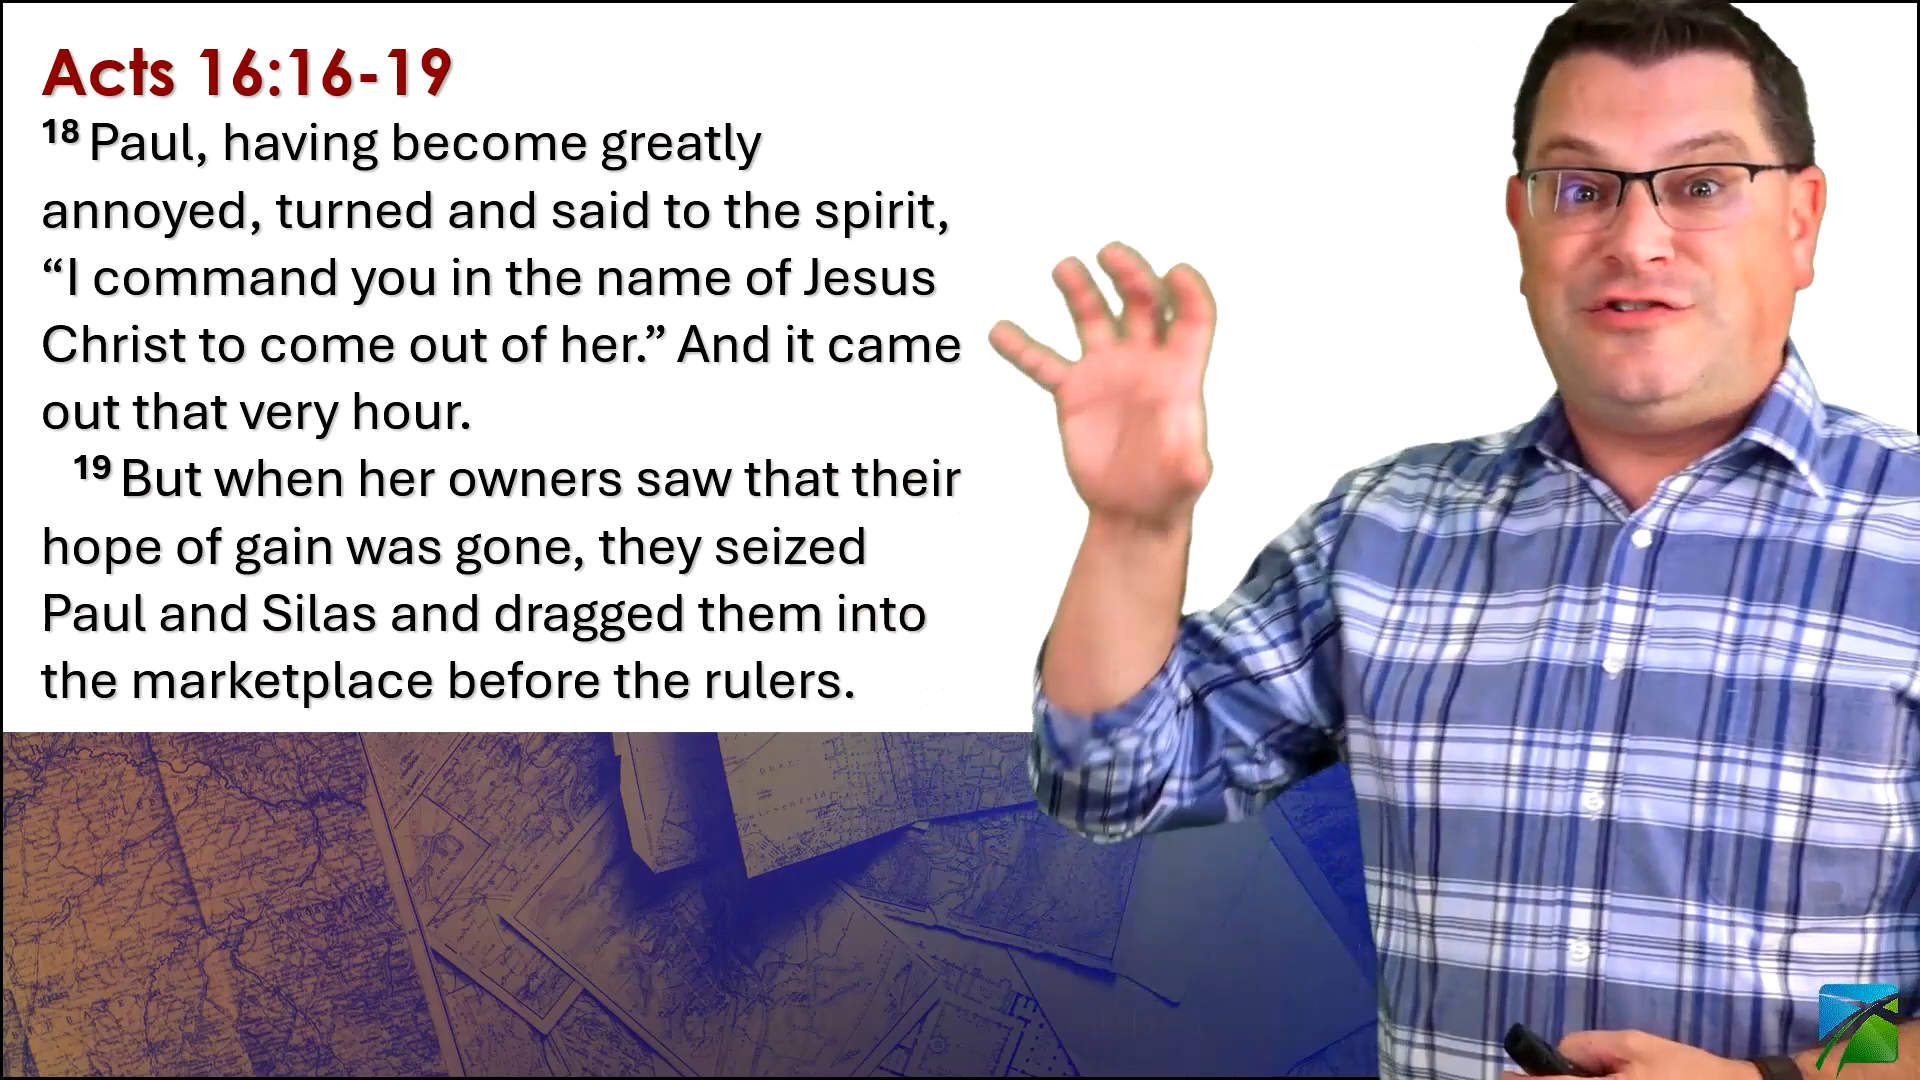 Acts 16:16-19
18 Paul, having become greatly
annoyed, turned and said to the spirit,
“I command you in the name of Jesus
Christ to come out of her.” And it came
out that very hour.
19 But when her owners saw that their
hope of gain was gone, they seized
Paul and Silas and dragged them into
the marketplace before the rulers.